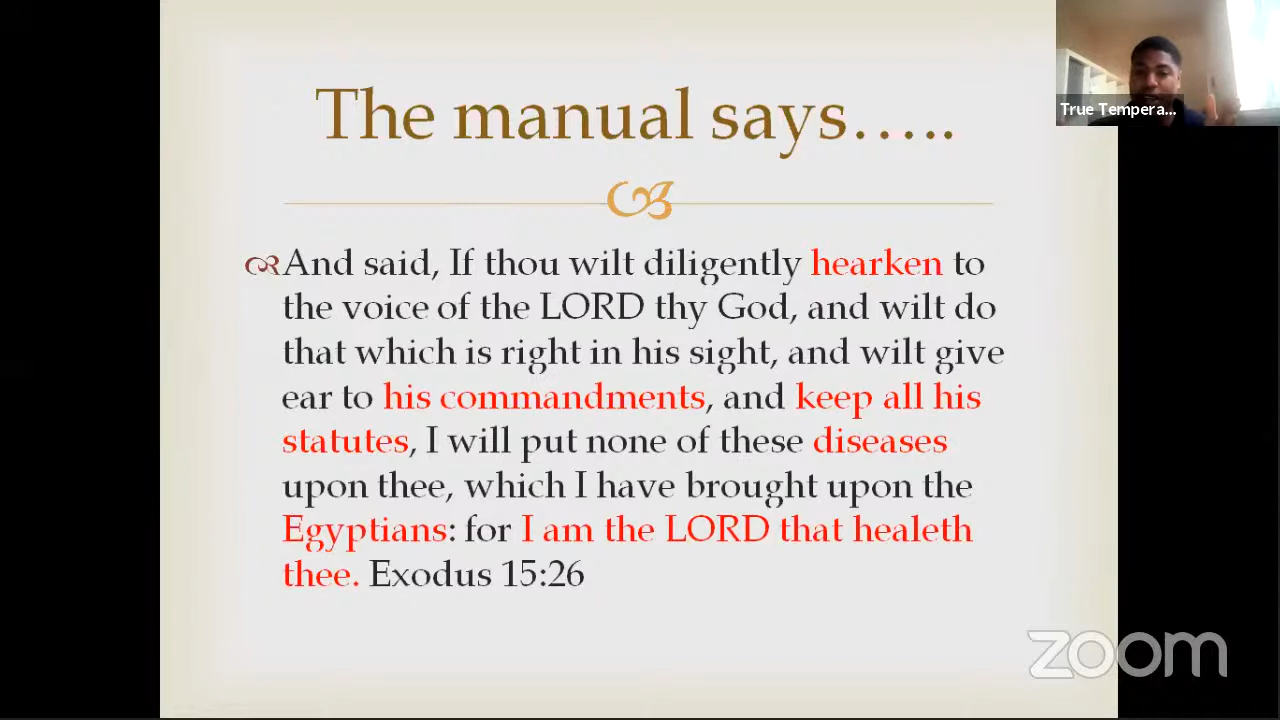 The manual says…..
And said, If thou wilt diligently hearken to
the voice of the LORD thy God, and wilt do
that which is right in his sight, and wilt give
ear to his commandments, and keep all his
statutes, I will put none of these diseases
upon thee, which I have brought upon the
Egyptians: for I am the LORD that healeth
thee. Exodus 15:26
True Tempera...
zoom